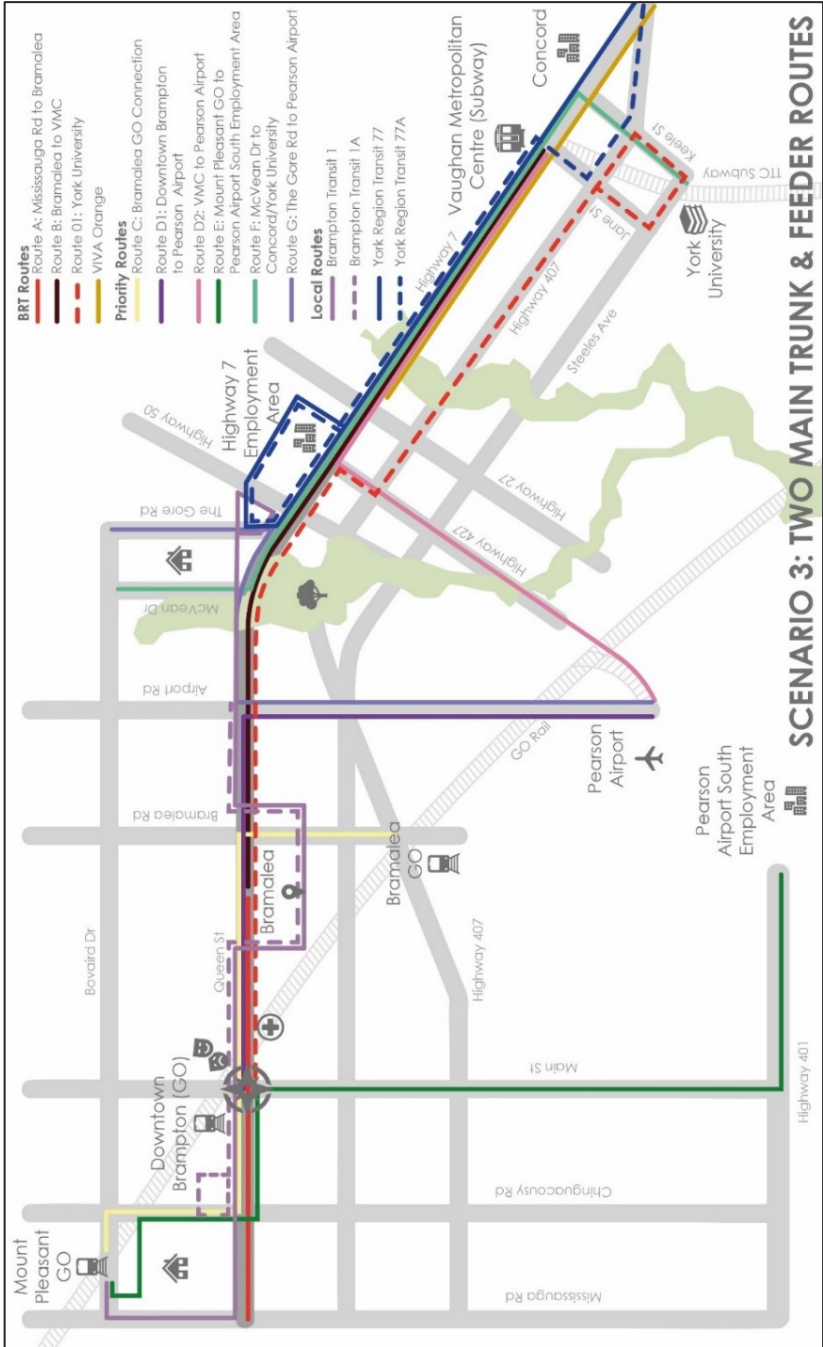 BRT Routes
Route A: Mississauga Rd to Bramalea
Route B: Bramalea to VMC
Route 01: York University
VIVA Orange
Priority Routes
Route C: Bramalea GO Connection
Route D1: Downtown Brampton
to Pearson Airport
Route D2: VMC to Pearson Airport
Route E: Mount Pleasant GO to
Pearson Airport South Employment Area
Route F: McVean Dr to
Concord/York University
Route G: The Gore Rd to Pearson Airport
Local Routes
Brampton Transit 1
Brampton Transit 1A
York Region Transit 77
York Region Transit 77A
Mount
Pleasant
GO
Bovaird Dr
Queen St
Downtown
Brampton (GO)
Bramalea
Bramalea Rd
Airport Rd
McVean Dr
The Gore Rd
Highway 50
Highway 7
Employment
Area
Highway 7
Vaughan Metropolitan
Centre (Subway)
Concord
Keele St
TTC Subway
Jane St
York
University
Highway 407
Steeles Ave
Highway 27
Highway 427
GO Rail
Pearson
Airport
Bramalea
GO
Highway 407
Main St
Chinguacousy Rd
Mississauga Rd
Highway 401
Pearson
Airport South
Employment
Area
SCENARIO 3: TWO MAIN TRUNK & FEEDER ROUTES